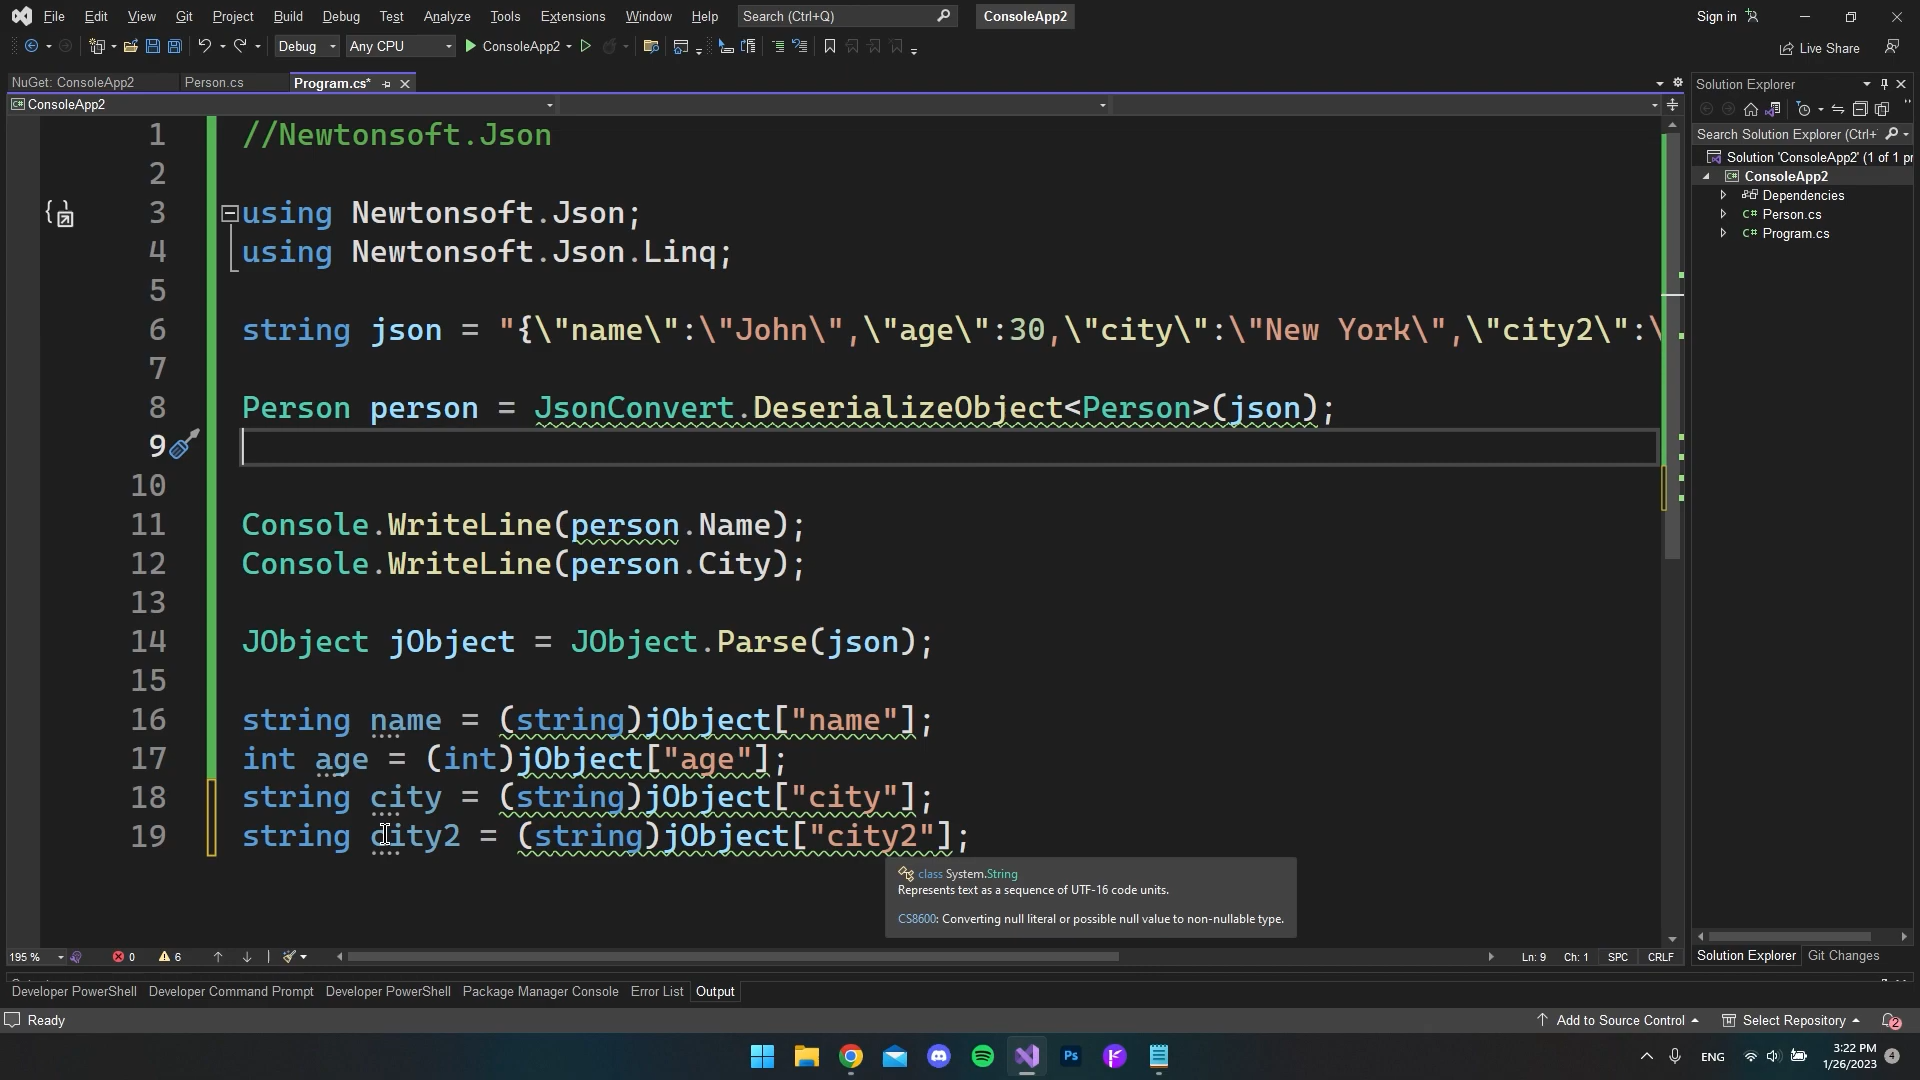 File Edit View Git Project Build Debug Test Analyze Tools Extensions Window Help Search (Ctrl+Q) ConsoleApp2 Sign in
Debug Any CPU ConsoleApp2 Live Share
NuGet: ConsoleApp2 Person.cs Program.cs* Solution Explorer
ConsoleApp2
1 //Newtonsoft.Json
2
3 using Newtonsoft.Json;
4 using Newtonsoft.Json.Linq;
5
6 string json = "{\"name\":\"John\",\"age\":30,\"city\":\"New York\",\"city2\":\
7
8 Person person = JsonConvert.DeserializeObject<Person>(json);
9
10
11 Console.WriteLine(person.Name);
12 Console.WriteLine(person.City);
13
14 JObject jObject = JObject.Parse(json);
15
16 string name = (string)jObject["name"];
17 int age = (int)jObject["age"];
18 string city = (string)jObject["city"];
19 string city2 = (string)jObject["city2"];
class System.String
Represents text as a sequence of UTF-16 code units.
CS8600: Converting null literal or possible null value to non-nullable type.
Search Solution Explorer (Ctrl+
Solution 'ConsoleApp2' (1 of 1 pr
ConsoleApp2
Dependencies
Person.cs
Program.cs
195 % 0 6 Ln: 9 Ch: 1 SPC CRLF
Solution Explorer Git Changes
Developer PowerShell Developer Command Prompt Developer PowerShell Package Manager Console Error List Output
Ready Add to Source Control Select Repository 2
Ps ENG 3:22 PM
1/26/2023 4